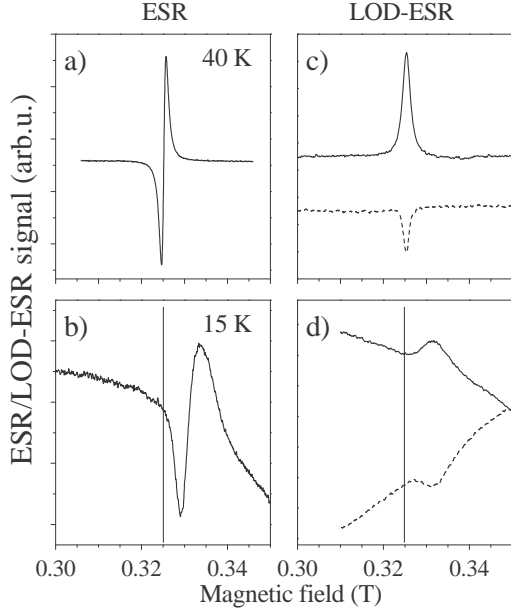 ESR LOD-ESR
a) 40 K c)
ESR/LOD-ESR signal (arb.u.)
b) 15 K d)
0.30 0.32 0.34 0.30 0.32 0.34
Magnetic field (T)